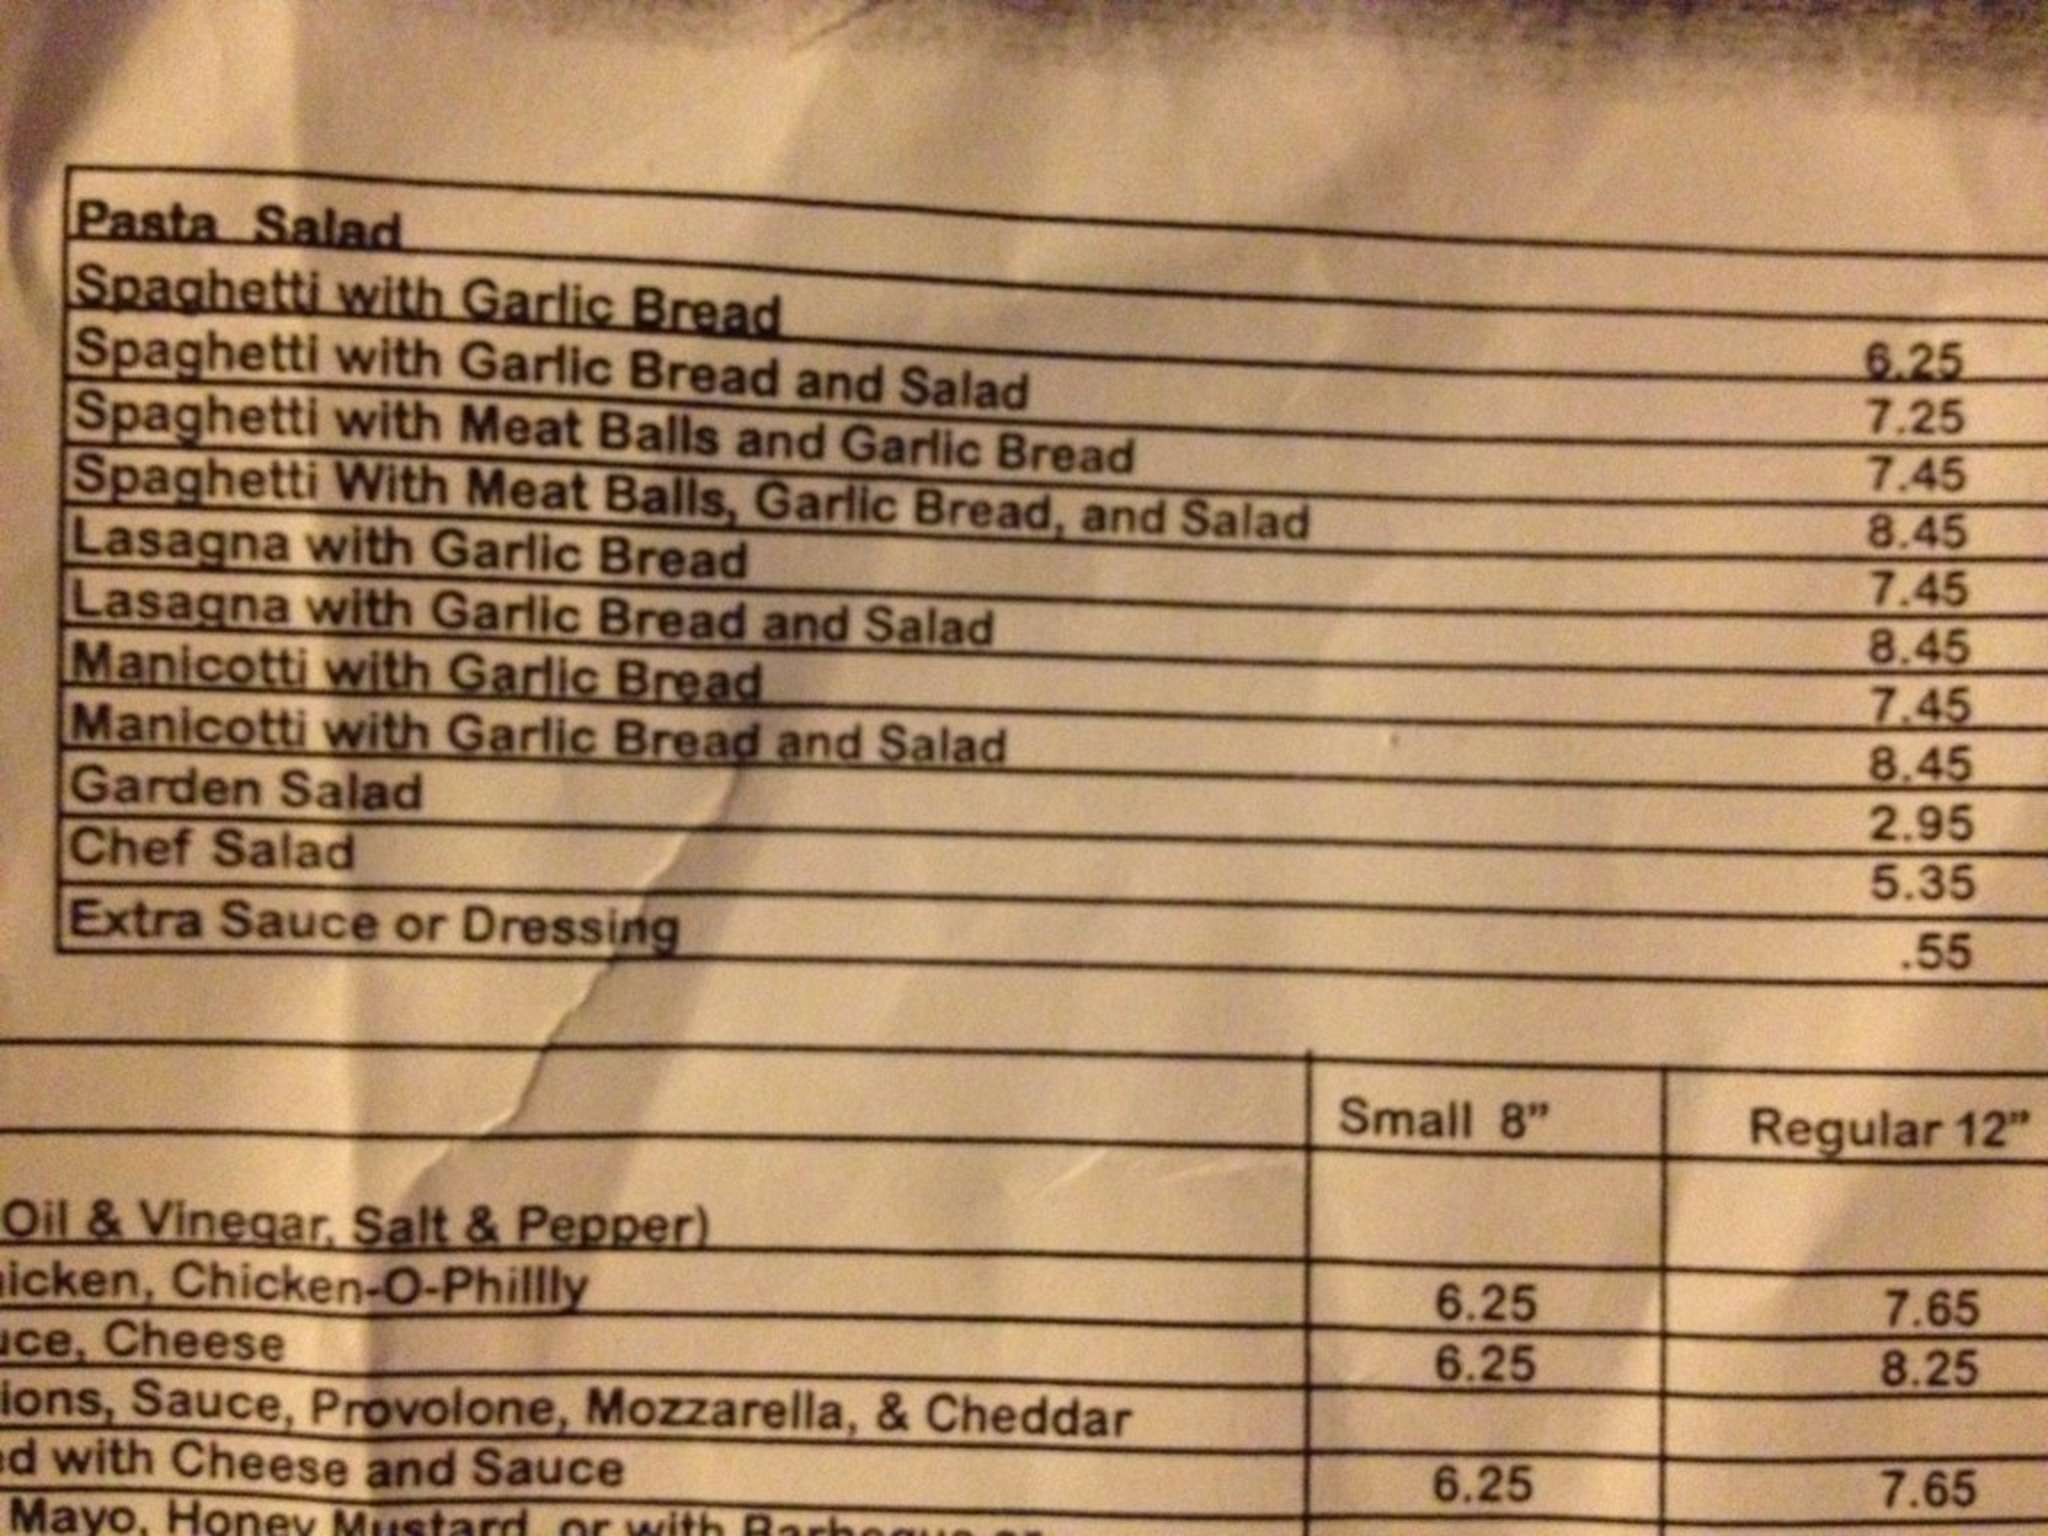 Pasta Salad
Spaghetti with Garlic Bread 6.25
Spaghetti with Garlic Bread and Salad 7.25
Spaghetti with Meat Balls and Garlic Bread 7.45
Spaghetti With Meat Balls, Garlic Bread, and Salad 8.45
Lasagna with Garlic Bread 7.45
Lasagna with Garlic Bread and Salad 8.45
Manicotti with Garlic Bread 7.45
Manicotti with Garlic Bread and Salad 8.45
Garden Salad 2.95
Chef Salad 5.35
Extra Sauce or Dressing .55
Small 8” Regular 12”
Oil & Vinegar, Salt & Pepper)
Chicken-O-Phillly 6.25 7.65
Cheese 6.25 8.25
Sauce, Provolone, Mozzarella, & Cheddar
with Cheese and Sauce 6.25 7.65
Mayo, Honey Mustard, or with